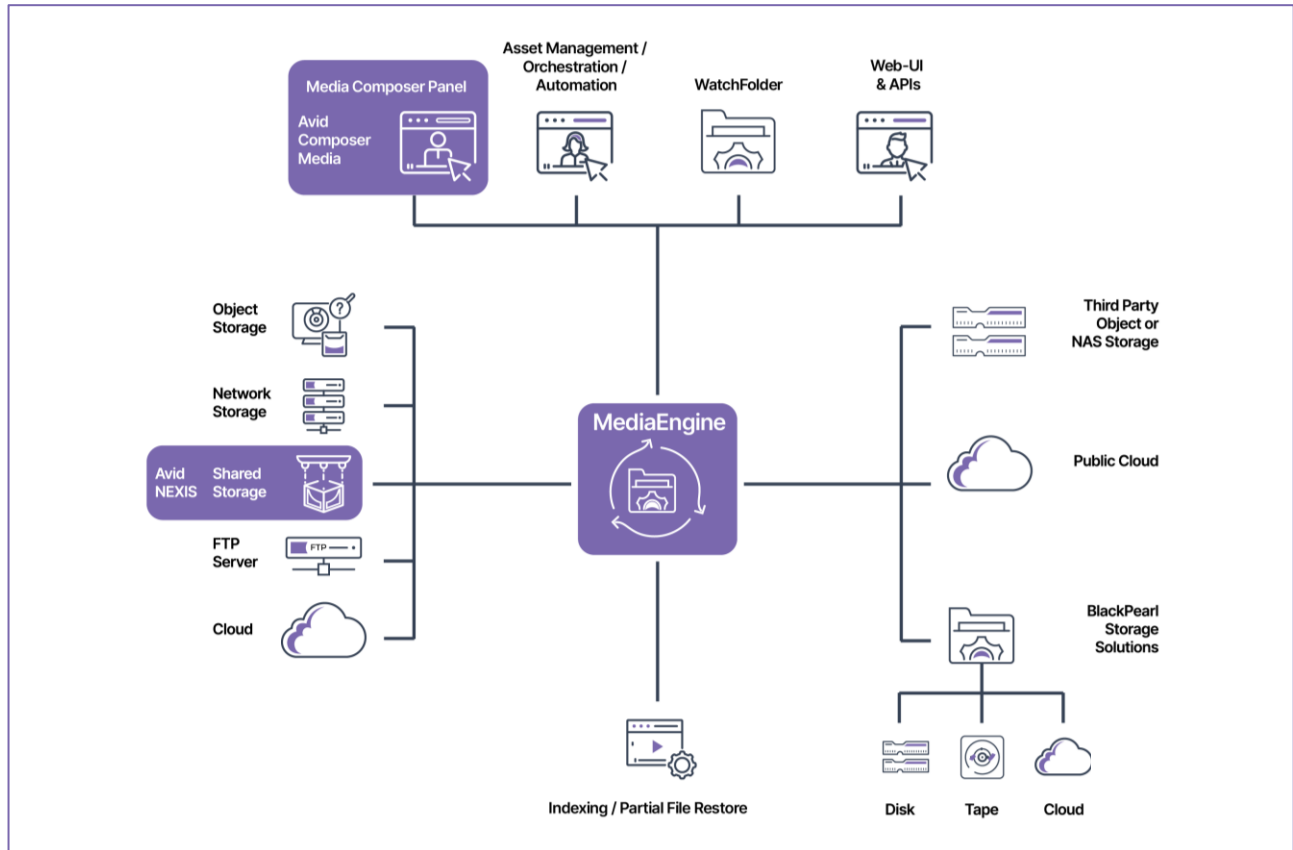 Media Composer Panel
Avid
Composer
Media
Asset Management /
Orchestration /
Automation
WatchFolder
Web-UI
& APIs
Object
Storage
?
Network
Storage
Avid
NEXIS
Shared
Storage
FTP
Server
FTP
Cloud
MediaEngine
Third Party
Object or
NAS Storage
Public Cloud
BlackPearl
Storage
Solutions
Disk
Tape
Cloud
Indexing / Partial File Restore